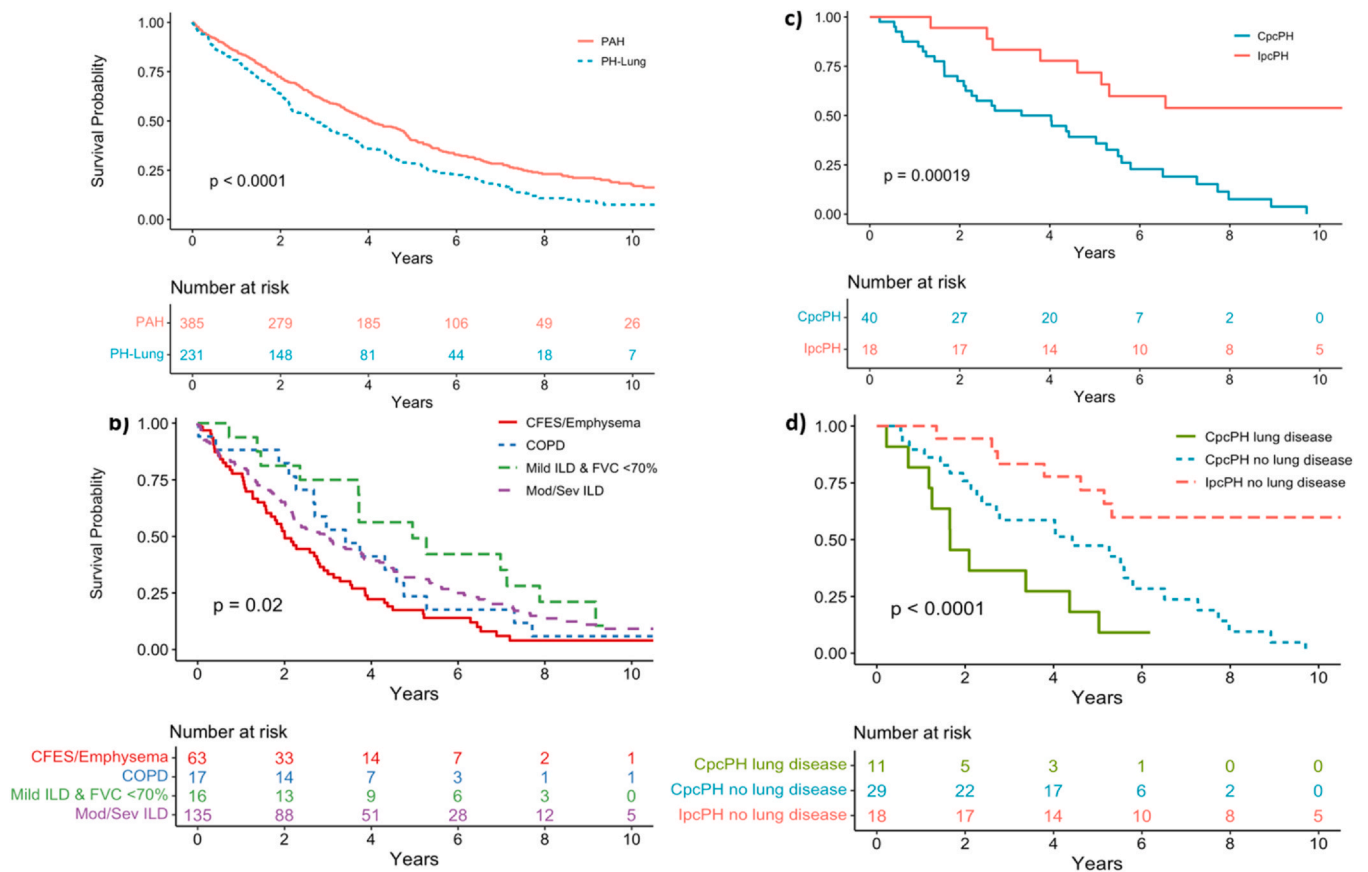 1.00
0.75
0.50
0.25
0.00
Survival Probablity
PAH
PH-Lung
p < 0.0001
0 2 4 6 8 10
Years
Number at risk
PAH 385 279 185 106 49 26
PH-Lung 231 148 81 44 18 7
0 2 4 6 8 10
Years
c)
1.00
0.75
0.50
0.25
0.00
CpcPH
IpcPH
p = 0.00019
0 2 4 6 8 10
Years
Number at risk
CpcPH 40 27 20 7 2 0
IpcPH 18 17 14 10 8 5
0 2 4 6 8 10
Years
b)
1.00
0.75
0.50
0.25
0.00
Survival Probablity
CFES/Emphysema
COPD
Mild ILD & FVC <70%
Mod/Sev ILD
p = 0.02
0 2 4 6 8 10
Years
Number at risk
CFES/Emphysema 63 33 14 7 2 1
COPD 17 14 7 3 1 1
Mild ILD & FVC <70% 16 13 9 6 3 0
Mod/Sev ILD 135 88 51 28 12 5
0 2 4 6 8 10
Years
d)
1.00
0.75
0.50
0.25
0.00
CpcPH lung disease
CpcPH no lung disease
IpcPH no lung disease
p < 0.0001
0 2 4 6 8 10
Years
Number at risk
CpcPH lung disease 11 5 3 1 0 0
CpcPH no lung disease 29 22 17 6 2 0
IpcPH no lung disease 18 17 14 10 8 5
0 2 4 6 8 10
Years